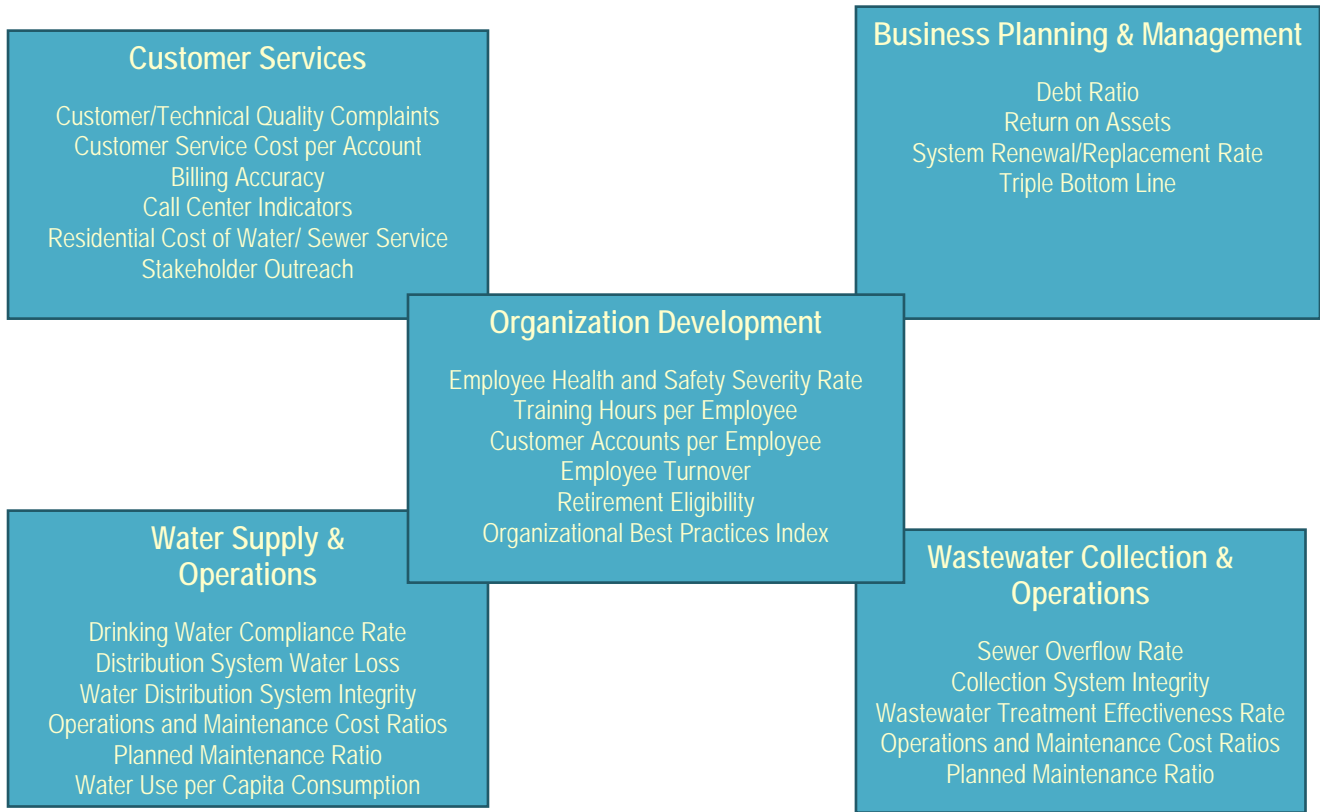 Customer Services
Customer/Technical Quality Complaints
Customer Service Cost per Account
Billing Accuracy
Call Center Indicators
Residential Cost of Water/ Sewer Service
Stakeholder Outreach
Business Planning & Management
Debt Ratio
Return on Assets
System Renewal/Replacement Rate
Triple Bottom Line
Organization Development
Employee Health and Safety Severity Rate
Training Hours per Employee
Customer Accounts per Employee
Employee Turnover
Retirement Eligibility
Organizational Best Practices Index
Water Supply &
Operations
Drinking Water Compliance Rate
Distribution System Water Loss
Water Distribution System Integrity
Operations and Maintenance Cost Ratios
Planned Maintenance Ratio
Water Use per Capita Consumption
Wastewater Collection &
Operations
Sewer Overflow Rate
Collection System Integrity
Wastewater Treatment Effectiveness Rate
Operations and Maintenance Cost Ratios
Planned Maintenance Ratio